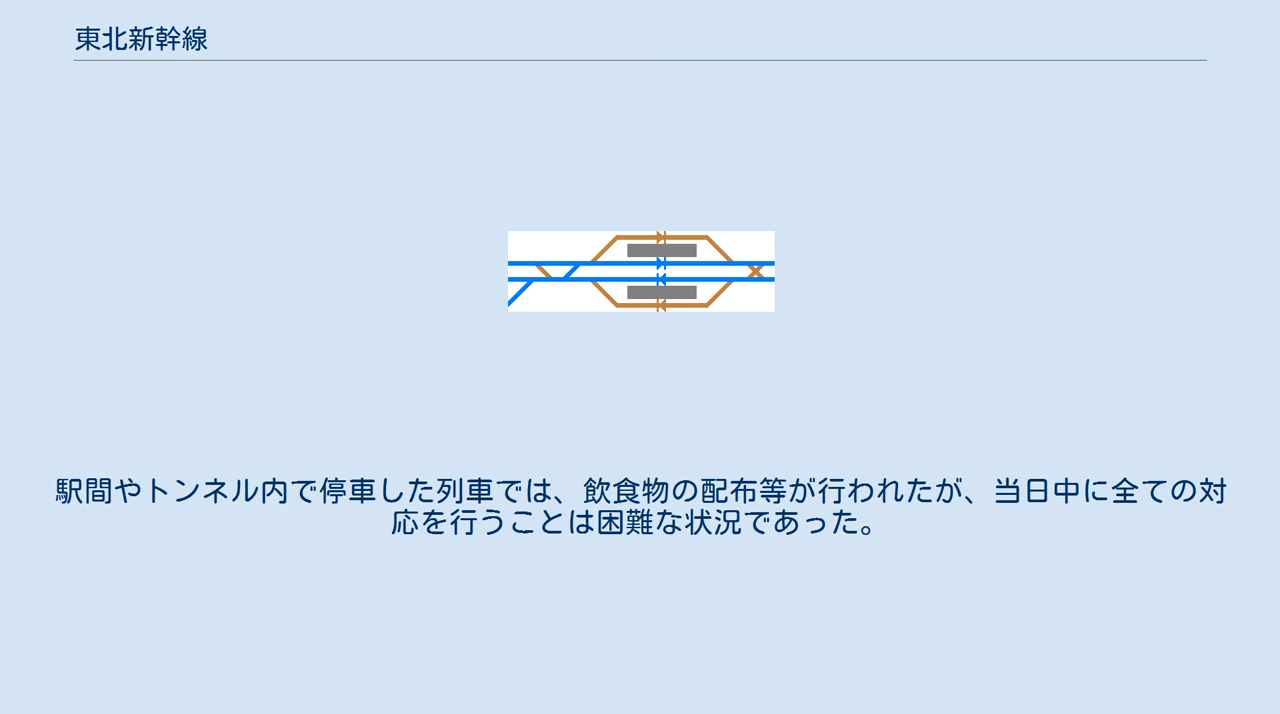 東北新幹線
駅間やトンネル内で停車した列車では、飲食物の配布等が行われたが、当日中に全ての対
応を行うことは困難な状況であった。